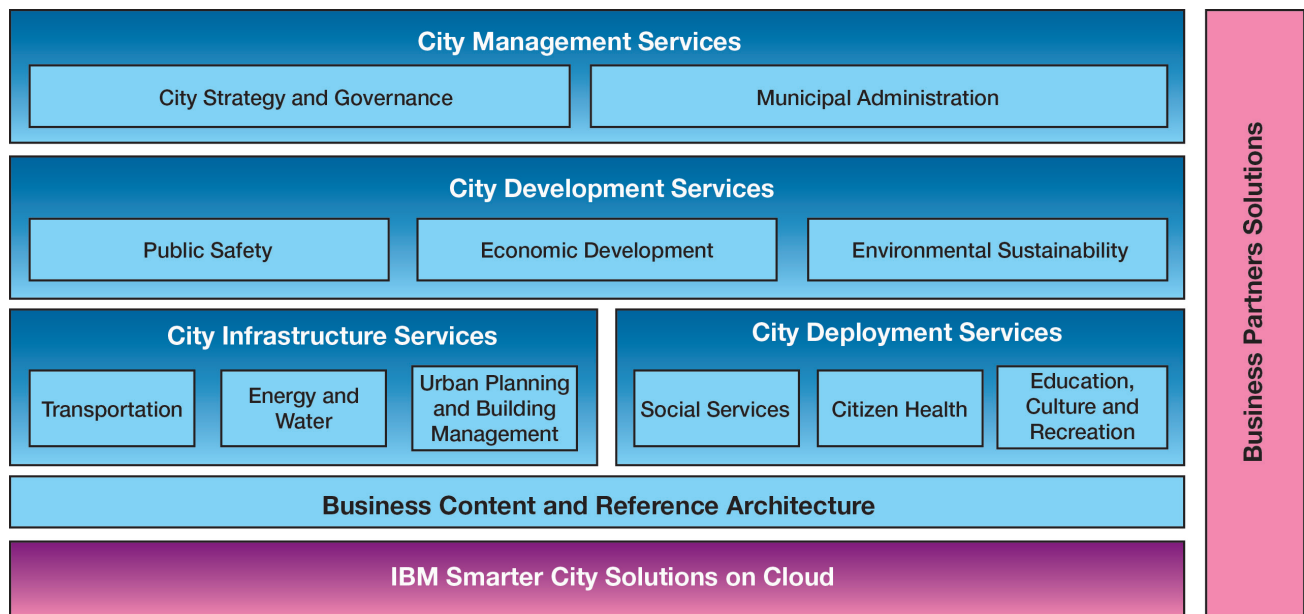 City Management Services
City Strategy and Governance
Municipal Administration
City Development Services
Public Safety
Economic Development
Environmental Sustainability
City Infrastructure Services
Transportation
Energy and
Water
Urban Planning
and Building
Management
City Deployment Services
Social Services
Citizen Health
Education,
Culture and
Recreation
Business Content and Reference Architecture
IBM Smarter City Solutions on Cloud
Business Partners Solutions